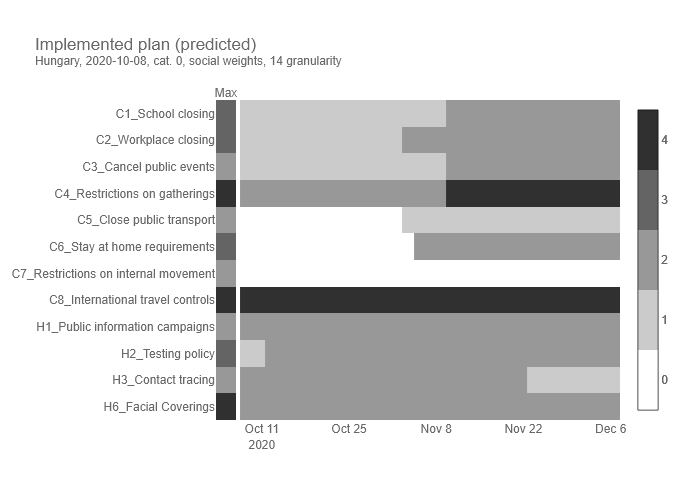 Implemented plan (predicted)
Hungary, 2020-10-08, cat. 0, social weights, 14 granularity
Max
C1_School closing
C2_Workplace closing
C3_Cancel public events
C4_Restrictions on gatherings
C5_Close public transport
C6_Stay at home requirements
C7_Restrictions on internal movement
C8_International travel controls
H1_Public information campaigns
H2_Testing policy
H3_Contact tracing
H6_Facial Coverings
4
3
2
1
0
Oct 11 Oct 25 Nov 8 Nov 22 Dec 6
2020